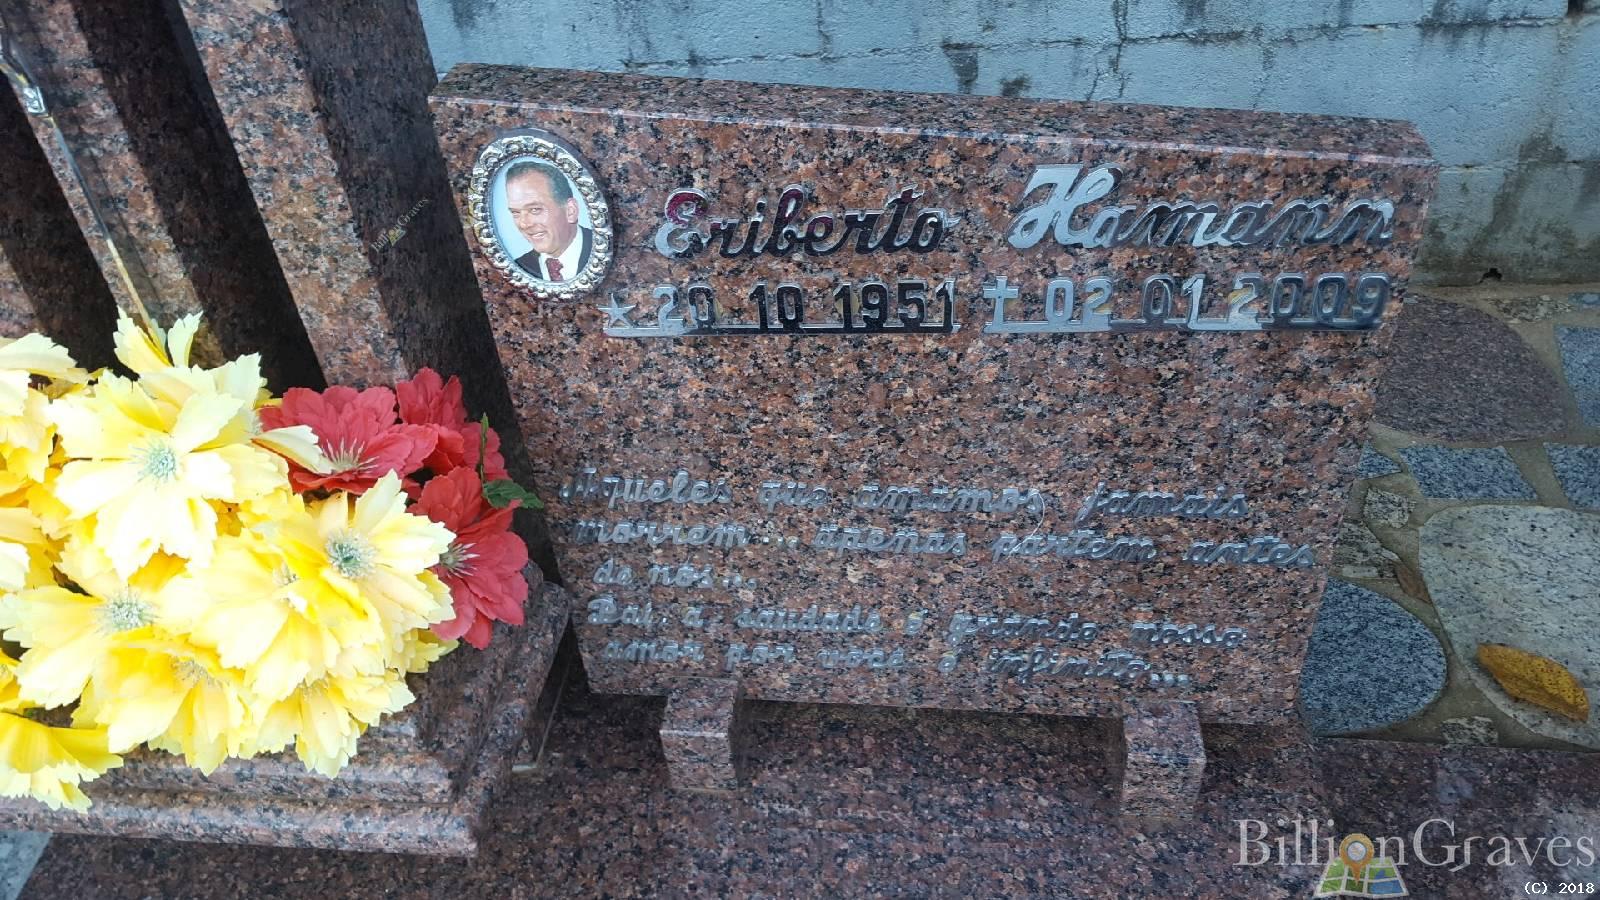 Eriberto Hamann
★ 20 10 1951 ✝ 02 01 2009
Aqueles que amamos jamais
morrem... apenas partem antes
de nós...
Pai, a saudade é grande nosso
amor por você é infinito...
BillionGraves
BillionGraves
(C) 2018